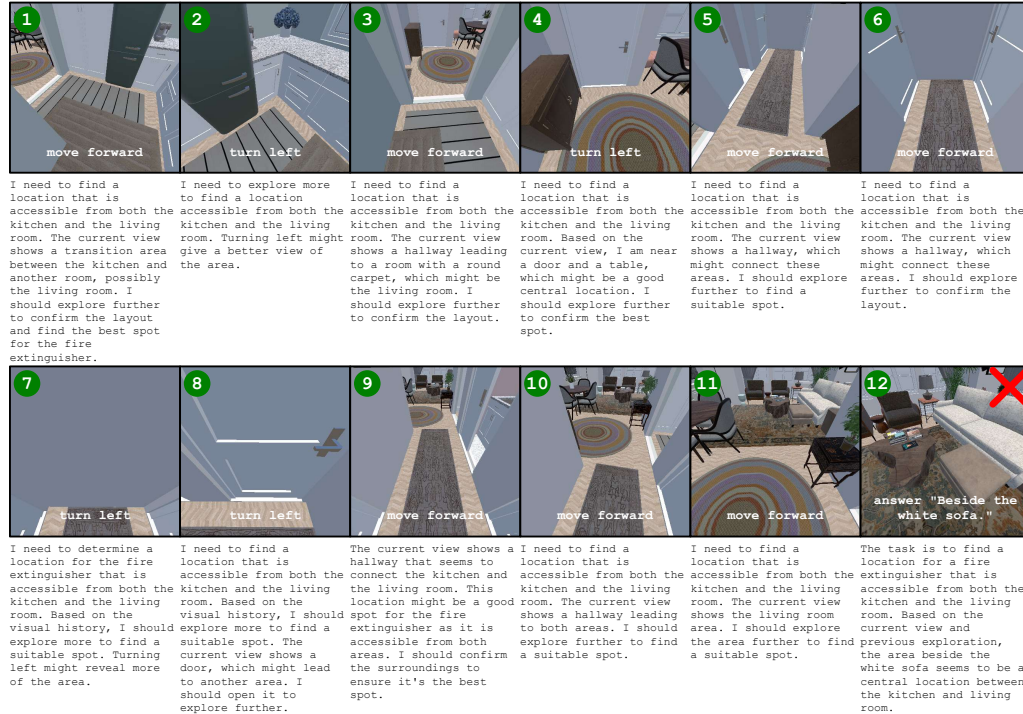 1
move forward
I need to find a
location that is
accessible from both the
kitchen and the living
room. The current view
shows a transition area
between the kitchen and
another room, possibly
the living room. I
should explore further
to confirm the layout
and find the best spot
for the fire
extinguisher.
2
turn left
I need to explore more
to find a location
accessible from both the
kitchen and the living
room. Turning left might
give a better view of
the area.
3
move forward
I need to find a
location that is
accessible from both the
kitchen and the living
room. The current view
shows a hallway leading
to a room with a round
carpet, which might be
the living room. I
should explore further
to confirm the layout.
4
turn left
I need to find a
location that is
accessible from both the
kitchen and the living
room. Based on the
current view, I am near
a door and a table,
which might be a good
central location. I
should explore further
to confirm the best
spot.
5
move forward
I need to find a
location that is
accessible from both the
kitchen and the living
room. The current view
shows a hallway, which
might connect these
areas. I should explore
further to find a
suitable spot.
6
move forward
I need to find a
location that is
accessible from both the
kitchen and the living
room. The current view
shows a hallway, which
might connect these
areas. I should explore
further to confirm the
layout.
7
turn left
I need to determine a
location for the fire
extinguisher that is
accessible from both the
kitchen and the living
room. Based on the
visual history, I should
explore more to find a
suitable spot. Turning
left might reveal more
of the area.
8
turn left
I need to find a
location that is
accessible from both the
kitchen and the living
room. Based on the
visual history, I should
explore more to find a
suitable spot. The
current view shows a
door, which might lead
to another area. I
should open it to
explore further.
9
move forward
The current view shows a
hallway that seems to
connect the kitchen and
the living room. This
location might be a good
spot for the fire
extinguisher as it is
accessible from both
areas. I should confirm
the surroundings to
ensure it's the best
spot.
10
move forward
I need to find a
location that is
accessible from both the
kitchen and the living
room. The current view
shows a hallway leading
to both areas. I should
explore further to find
a suitable spot.
11
move forward
I need to find a
location that is
accessible from both the
kitchen and the living
room. The current view
shows the living room
area. I should explore
the area further to find
a suitable spot.
12
answer "Beside the
white sofa."
The task is to find a
location for a fire
extinguisher that is
accessible from both the
kitchen and the living
room. Based on the
current view and
previous exploration,
the area beside the
white sofa seems to be a
central location between
the kitchen and living
room.